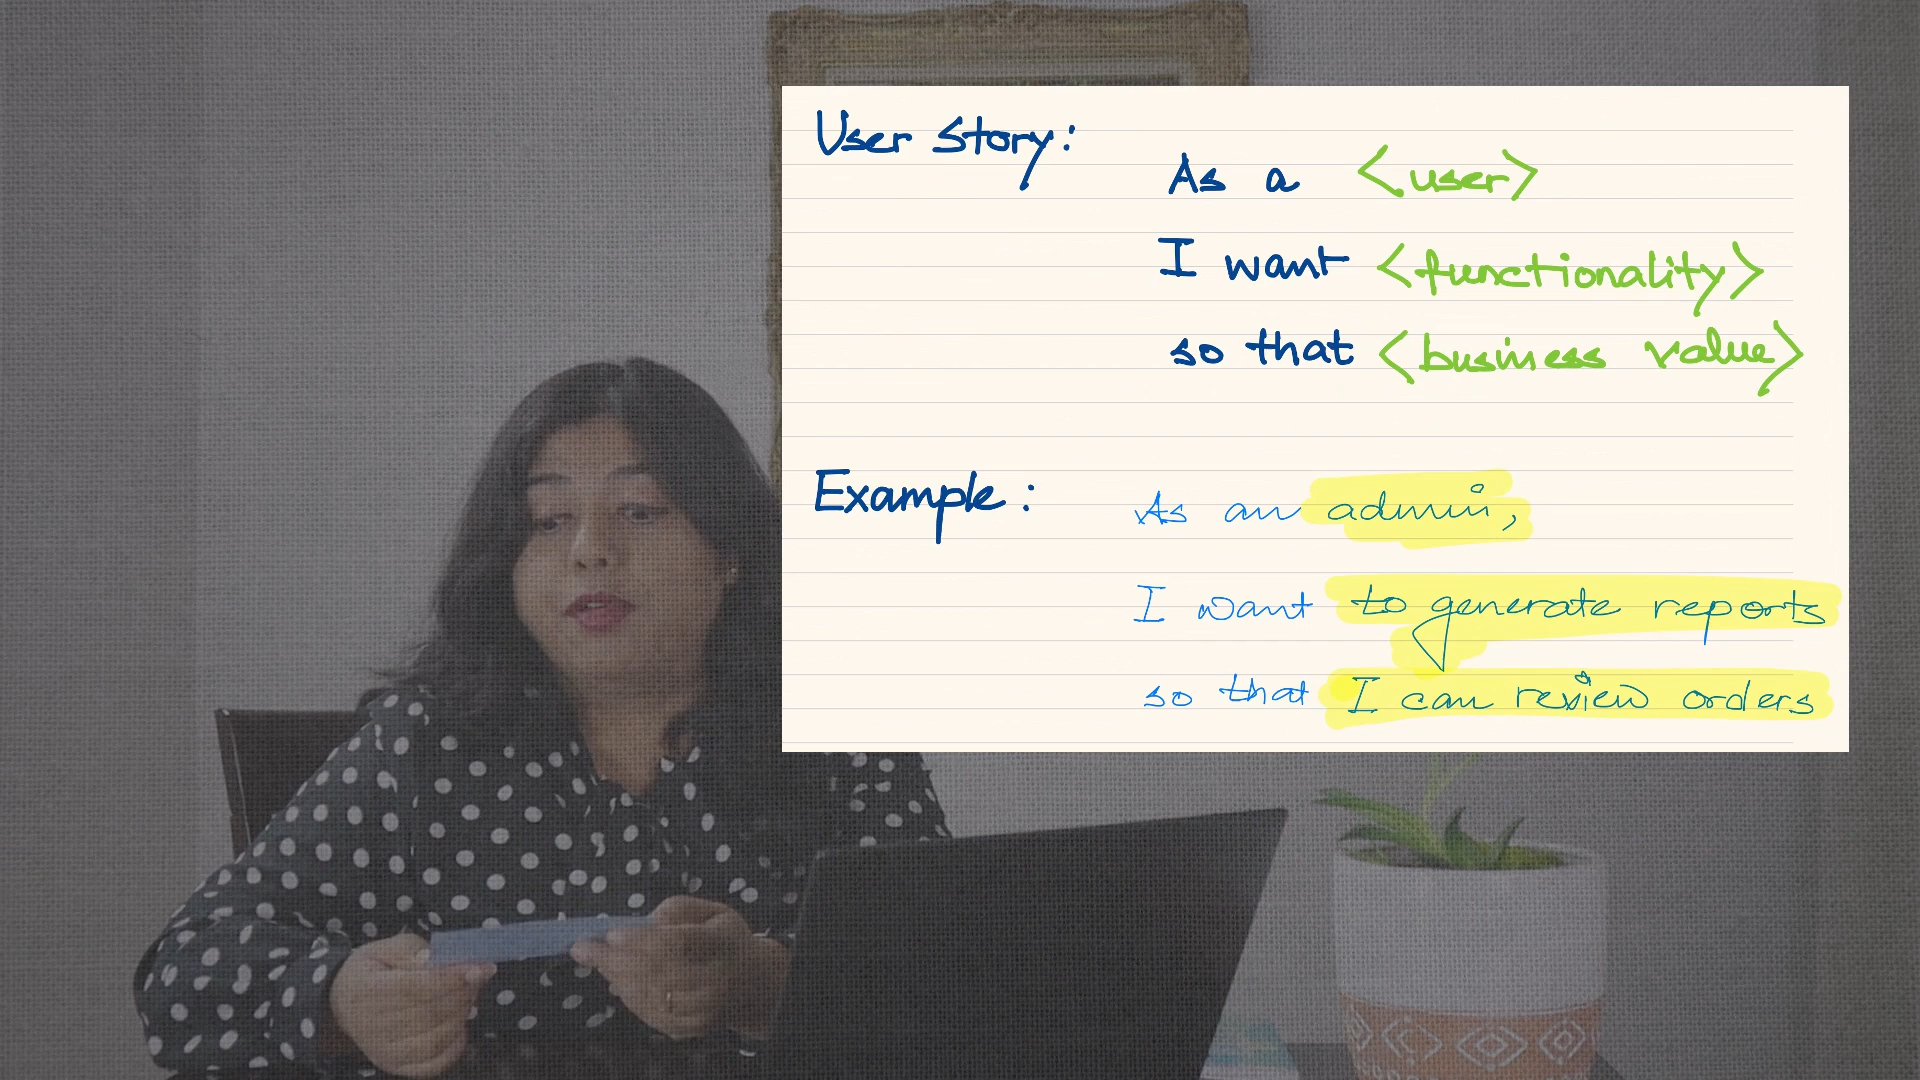 User Story:
As a <user>
I want <functionality>
so that <business value>
Example:
As an admin,
I want to generate reports
so that I can review orders